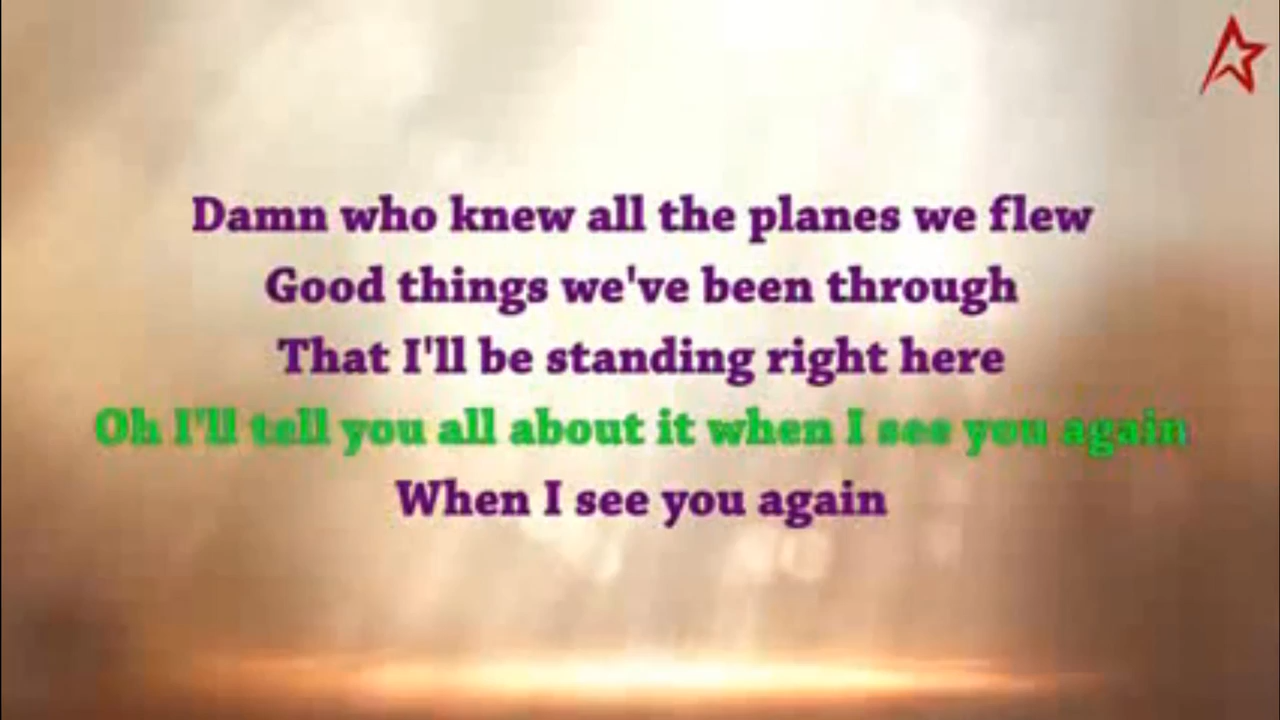 Damn who knew all the planes we flew
Good things we've been through
That I'll be standing right here
Oh I'll tell you all about it when I see you again
When I see you again